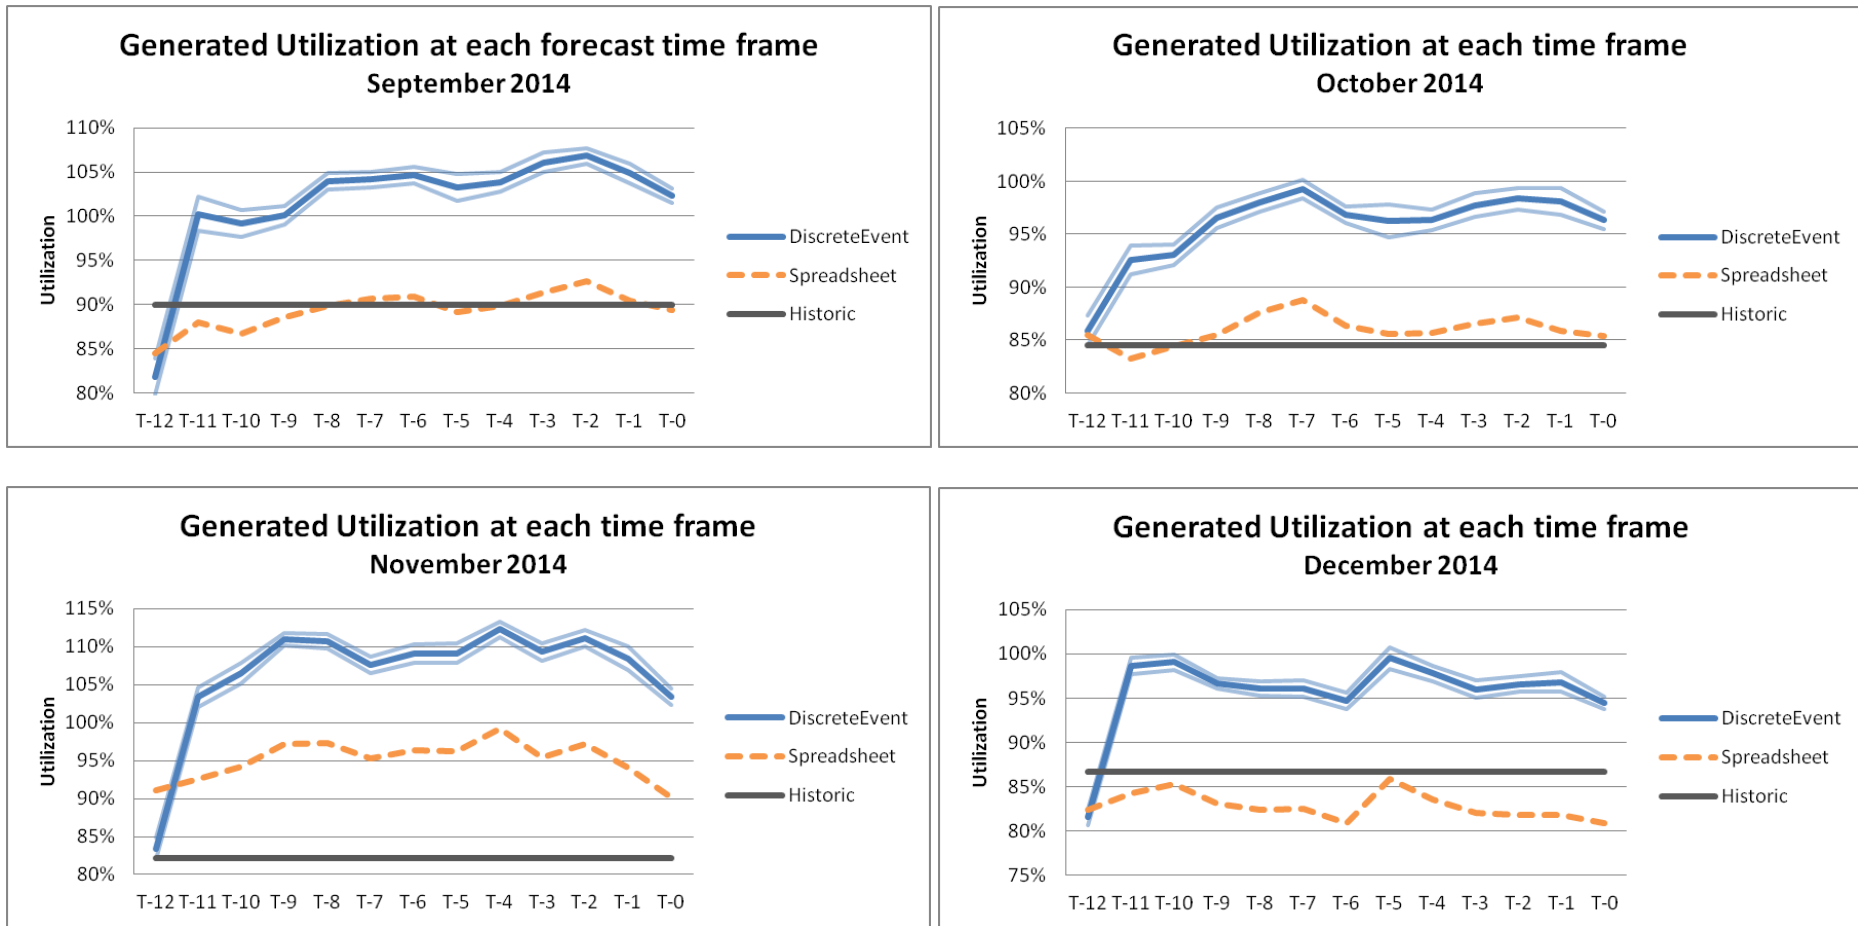 Generated Utilization at each forecast time frame
September 2014
110%
105%
100%
95%
90%
85%
80%
Utilization
T-12 T-11 T-10 T-9 T-8 T-7 T-6 T-5 T-4 T-3 T-2 T-1 T-0
DiscreteEvent
Spreadsheet
Historic
Generated Utilization at each time frame
October 2014
105%
100%
95%
90%
85%
80%
Utilization
T-12 T-11 T-10 T-9 T-8 T-7 T-6 T-5 T-4 T-3 T-2 T-1 T-0
DiscreteEvent
Spreadsheet
Historic
Generated Utilization at each time frame
November 2014
115%
110%
105%
100%
95%
90%
85%
80%
Utilization
T-12 T-11 T-10 T-9 T-8 T-7 T-6 T-5 T-4 T-3 T-2 T-1 T-0
DiscreteEvent
Spreadsheet
Historic
Generated Utilization at each time frame
December 2014
105%
100%
95%
90%
85%
80%
75%
Utilization
T-12 T-11 T-10 T-9 T-8 T-7 T-6 T-5 T-4 T-3 T-2 T-1 T-0
DiscreteEvent
Spreadsheet
Historic